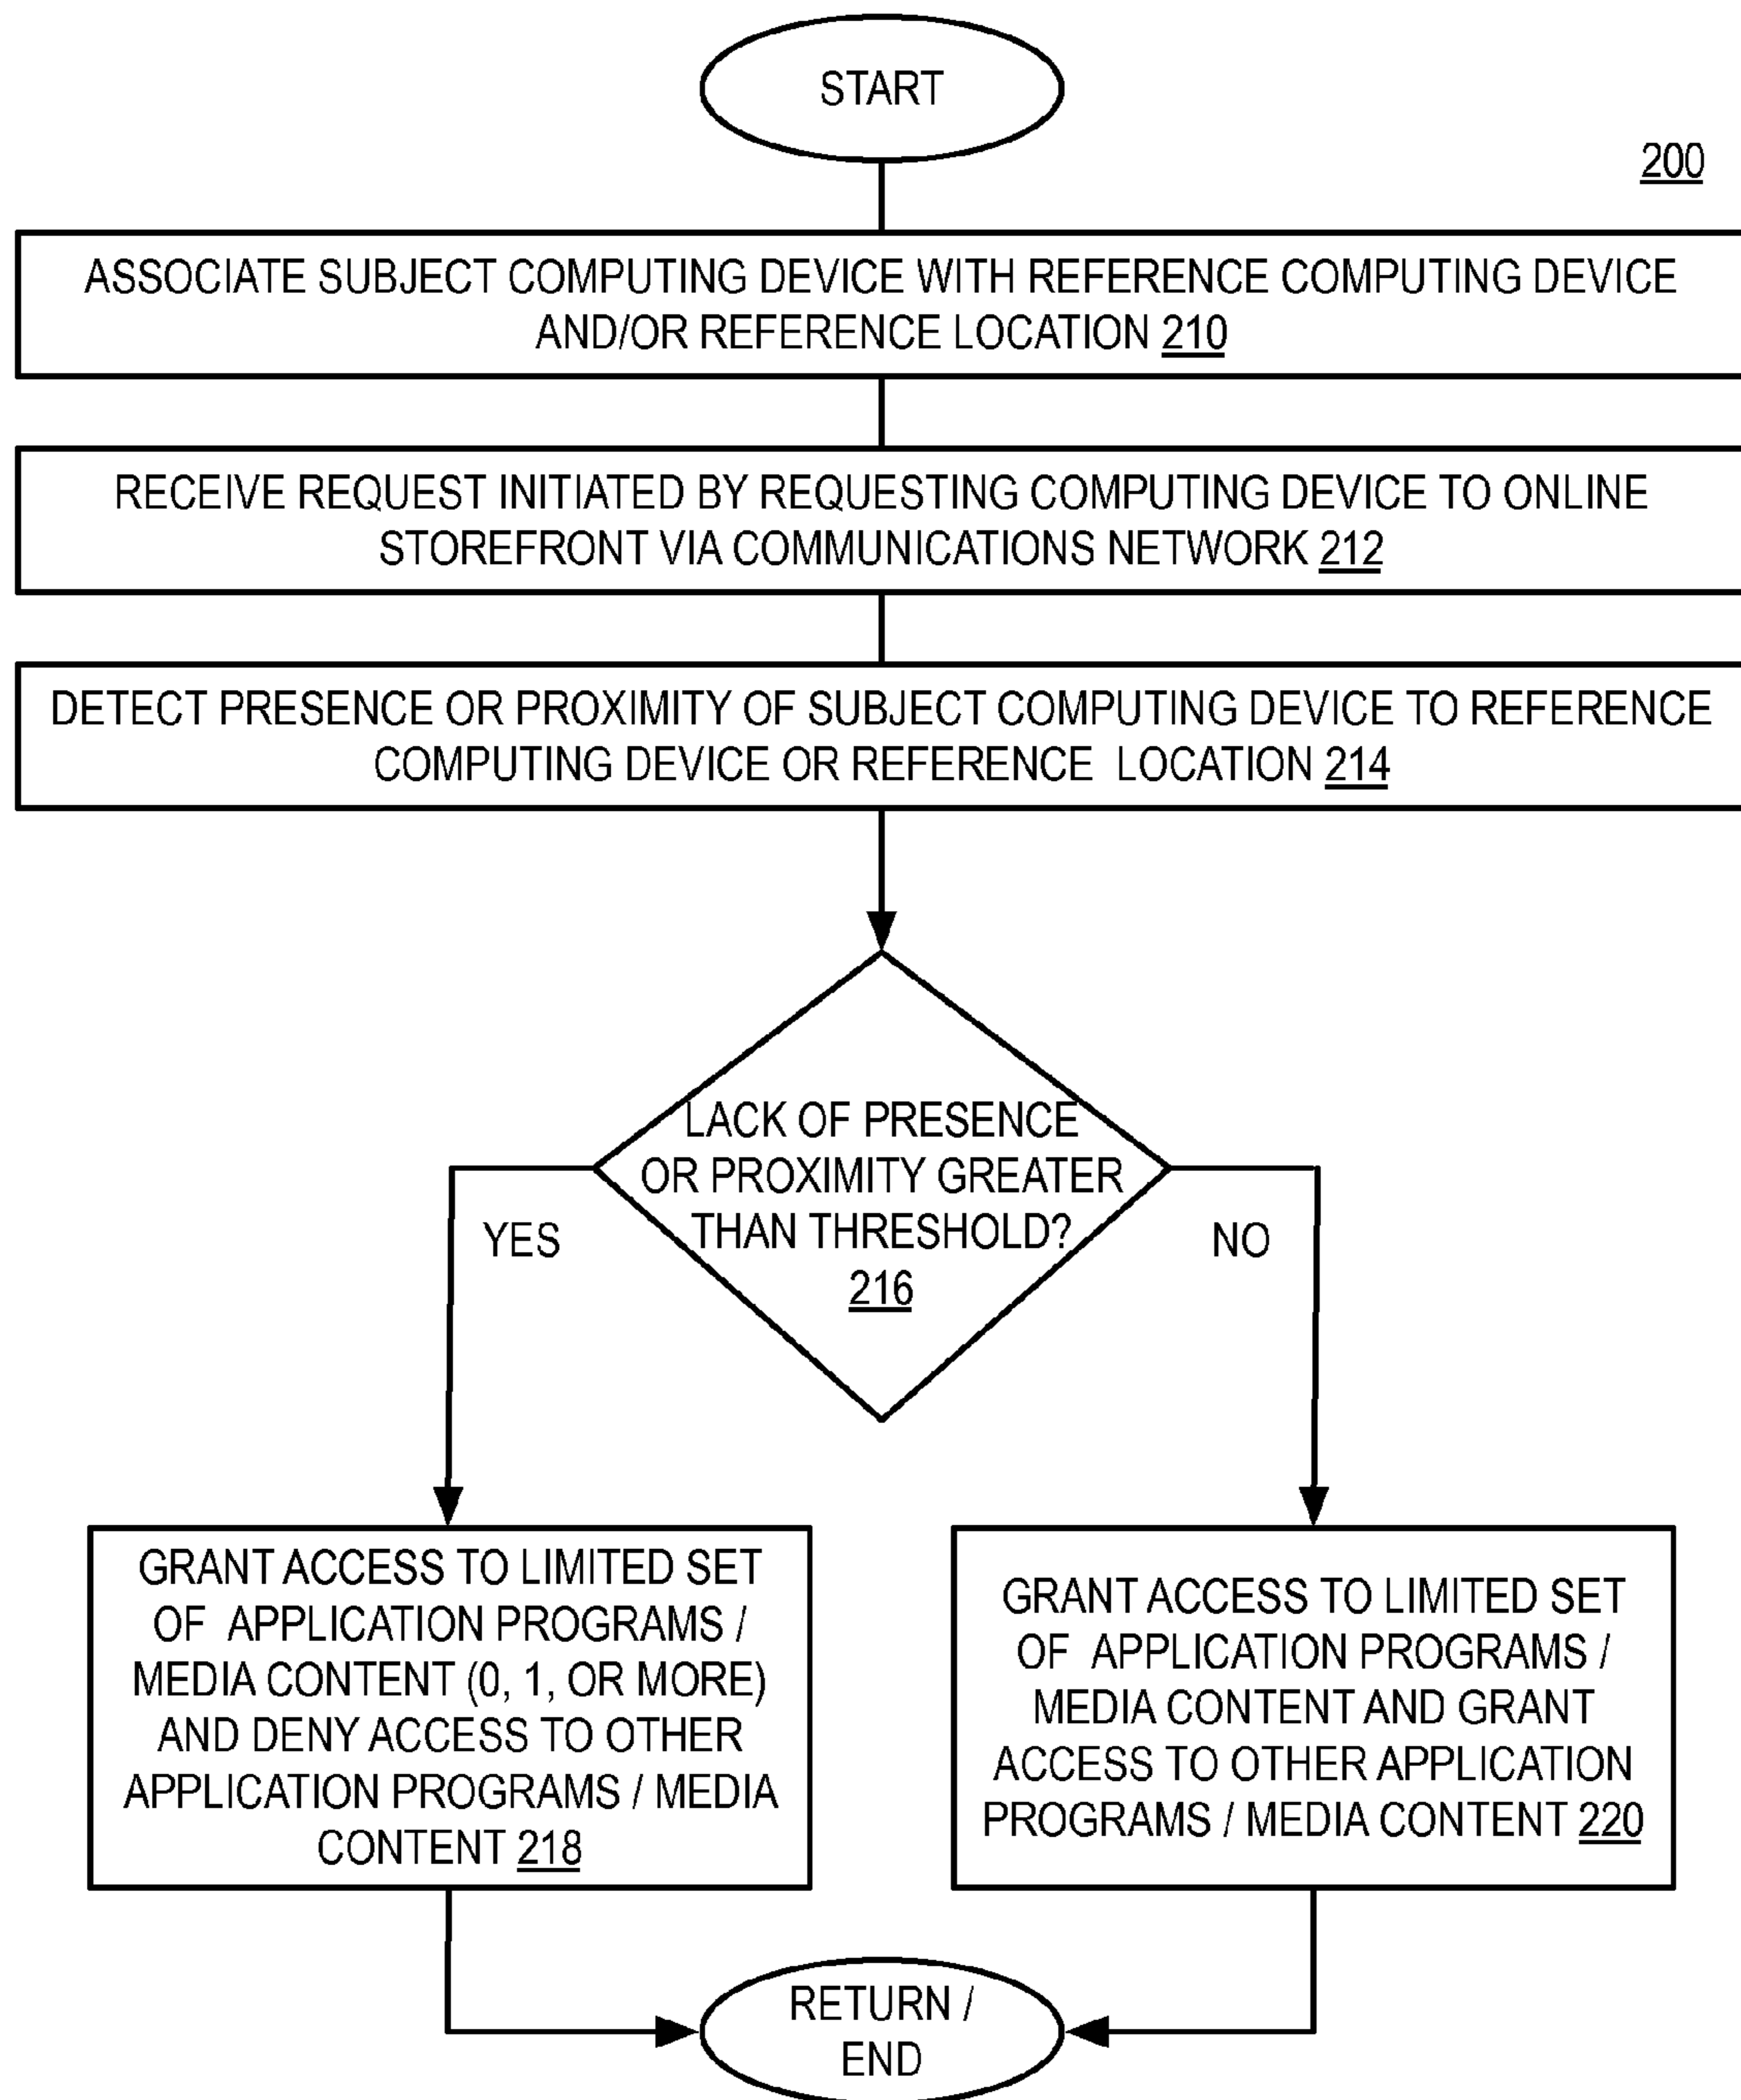 START
200
ASSOCIATE SUBJECT COMPUTING DEVICE WITH REFERENCE COMPUTING DEVICE
AND/OR REFERENCE LOCATION 210
RECEIVE REQUEST INITIATED BY REQUESTING COMPUTING DEVICE TO ONLINE
STOREFRONT VIA COMMUNICATIONS NETWORK 212
DETECT PRESENCE OR PROXIMITY OF SUBJECT COMPUTING DEVICE TO REFERENCE
COMPUTING DEVICE OR REFERENCE LOCATION 214
LACK OF PRESENCE
OR PROXIMITY GREATER
THAN THRESHOLD?
216
YES
NO
GRANT ACCESS TO LIMITED SET
OF APPLICATION PROGRAMS /
MEDIA CONTENT (0, 1, OR MORE)
AND DENY ACCESS TO OTHER
APPLICATION PROGRAMS / MEDIA
CONTENT 218
GRANT ACCESS TO LIMITED SET
OF APPLICATION PROGRAMS /
MEDIA CONTENT AND GRANT
ACCESS TO OTHER APPLICATION
PROGRAMS / MEDIA CONTENT 220
RETURN /
END